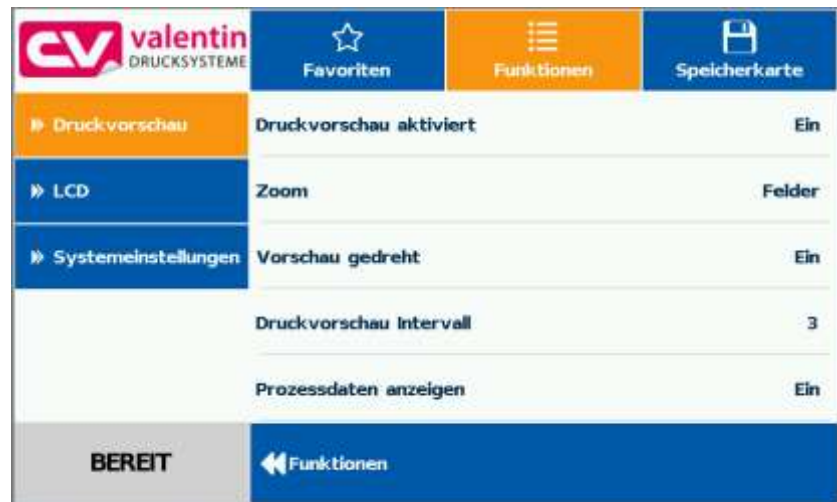 CV valentin
DRUCKSYSTEME
Favoriten
Funktionen
Speicherkarte
Druckvorschau
Druckvorschau aktiviert Ein
LCD
Zoom Felder
Systemeinstellungen
Vorschau gedreht Ein
Druckvorschau Intervall 3
Prozessdaten anzeigen Ein
BEREIT
Funktionen